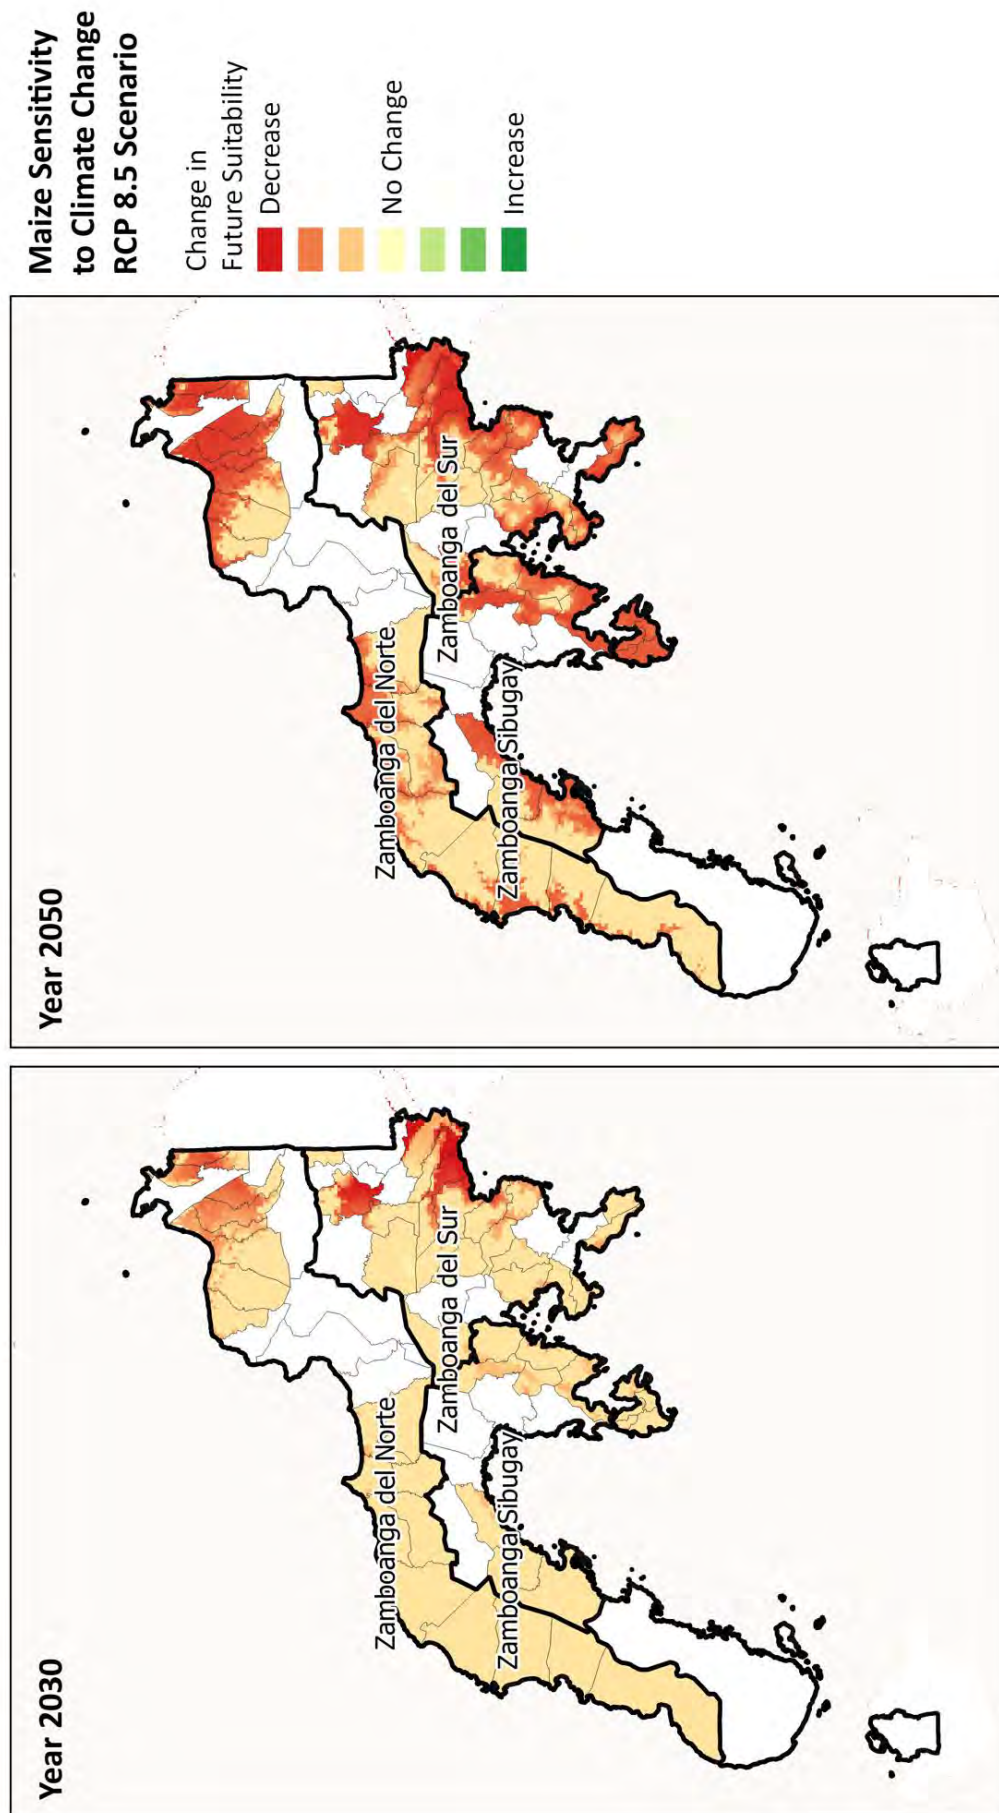 Maize Sensitivity
to Climate Change
RCP 8.5 Scenario
Change in
Future Suitability
Decrease
No Change
Increase
Year 2030
Zamboanga del Norte
Zamboanga del Sur
Zamboanga Sibugay
Year 2050
Zamboanga del Norte
Zamboanga del Sur
Zamboanga Sibugay